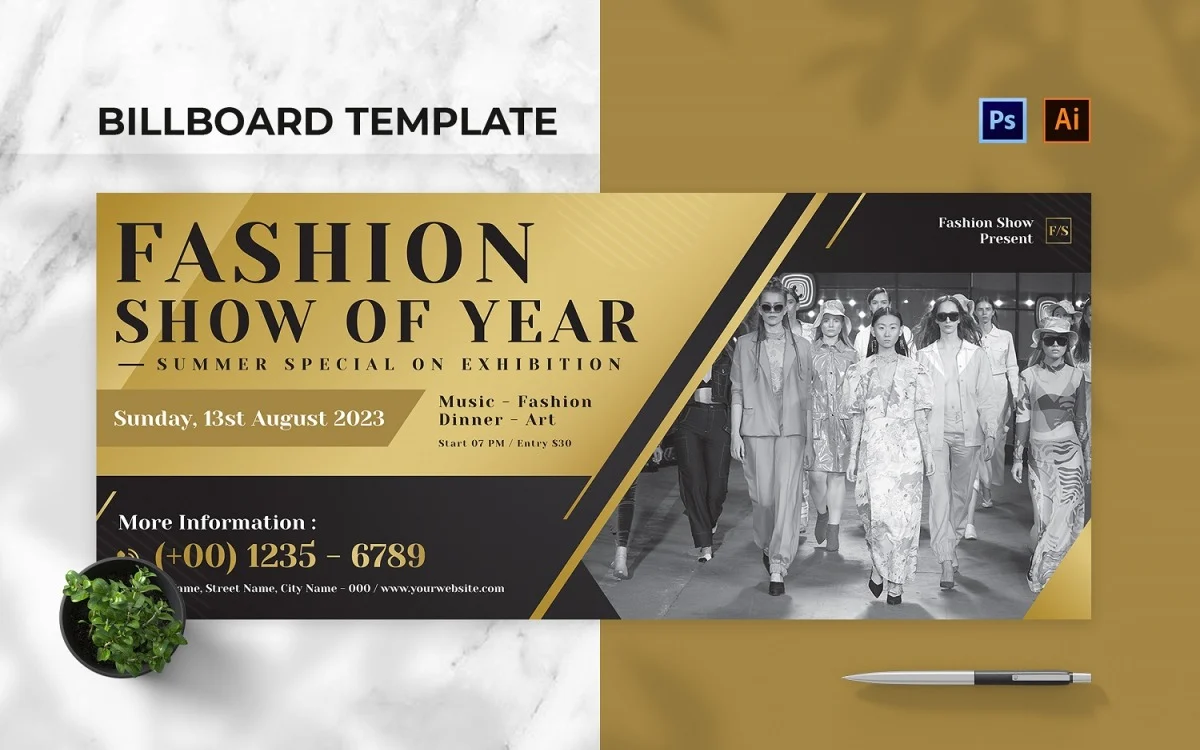 BILLBOARD TEMPLATE
Ps Ai
FASHION
SHOW OF YEAR
SUMMER SPECIAL ON EXHIBITION
Sunday, 13st August 2023
Music - Fashion
Dinner - Art
Start 07 PM / Entry $30
More Information :
(+00) 1235 - 6789
Street Name, City Name - 000 / www.yourwebsite.com
Fashion Show
Present
F/S